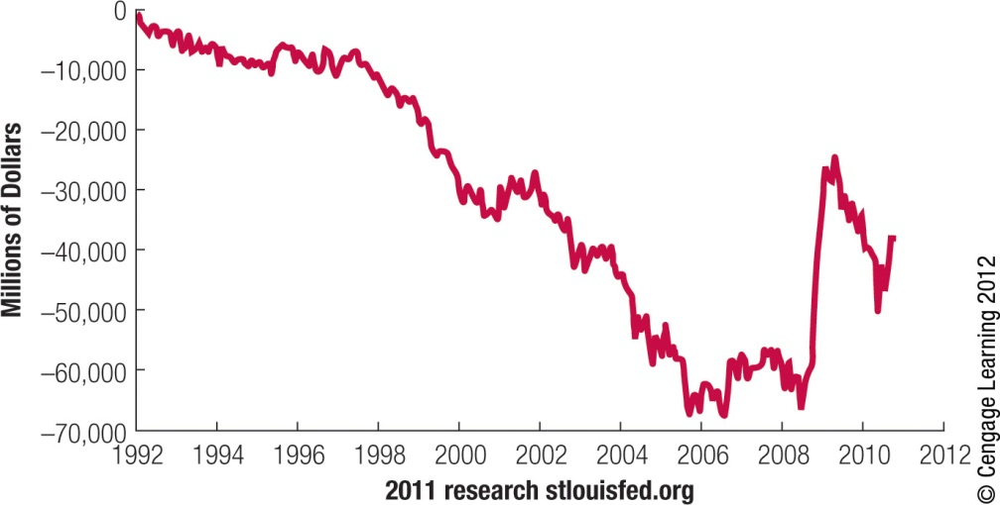 Millions of Dollars
0
–10,000
–20,000
–30,000
–40,000
–50,000
–60,000
–70,000
1992 1994 1996 1998 2000 2002 2004 2006 2008 2010 2012
2011 research stlouisfed.org
© Cengage Learning 2012